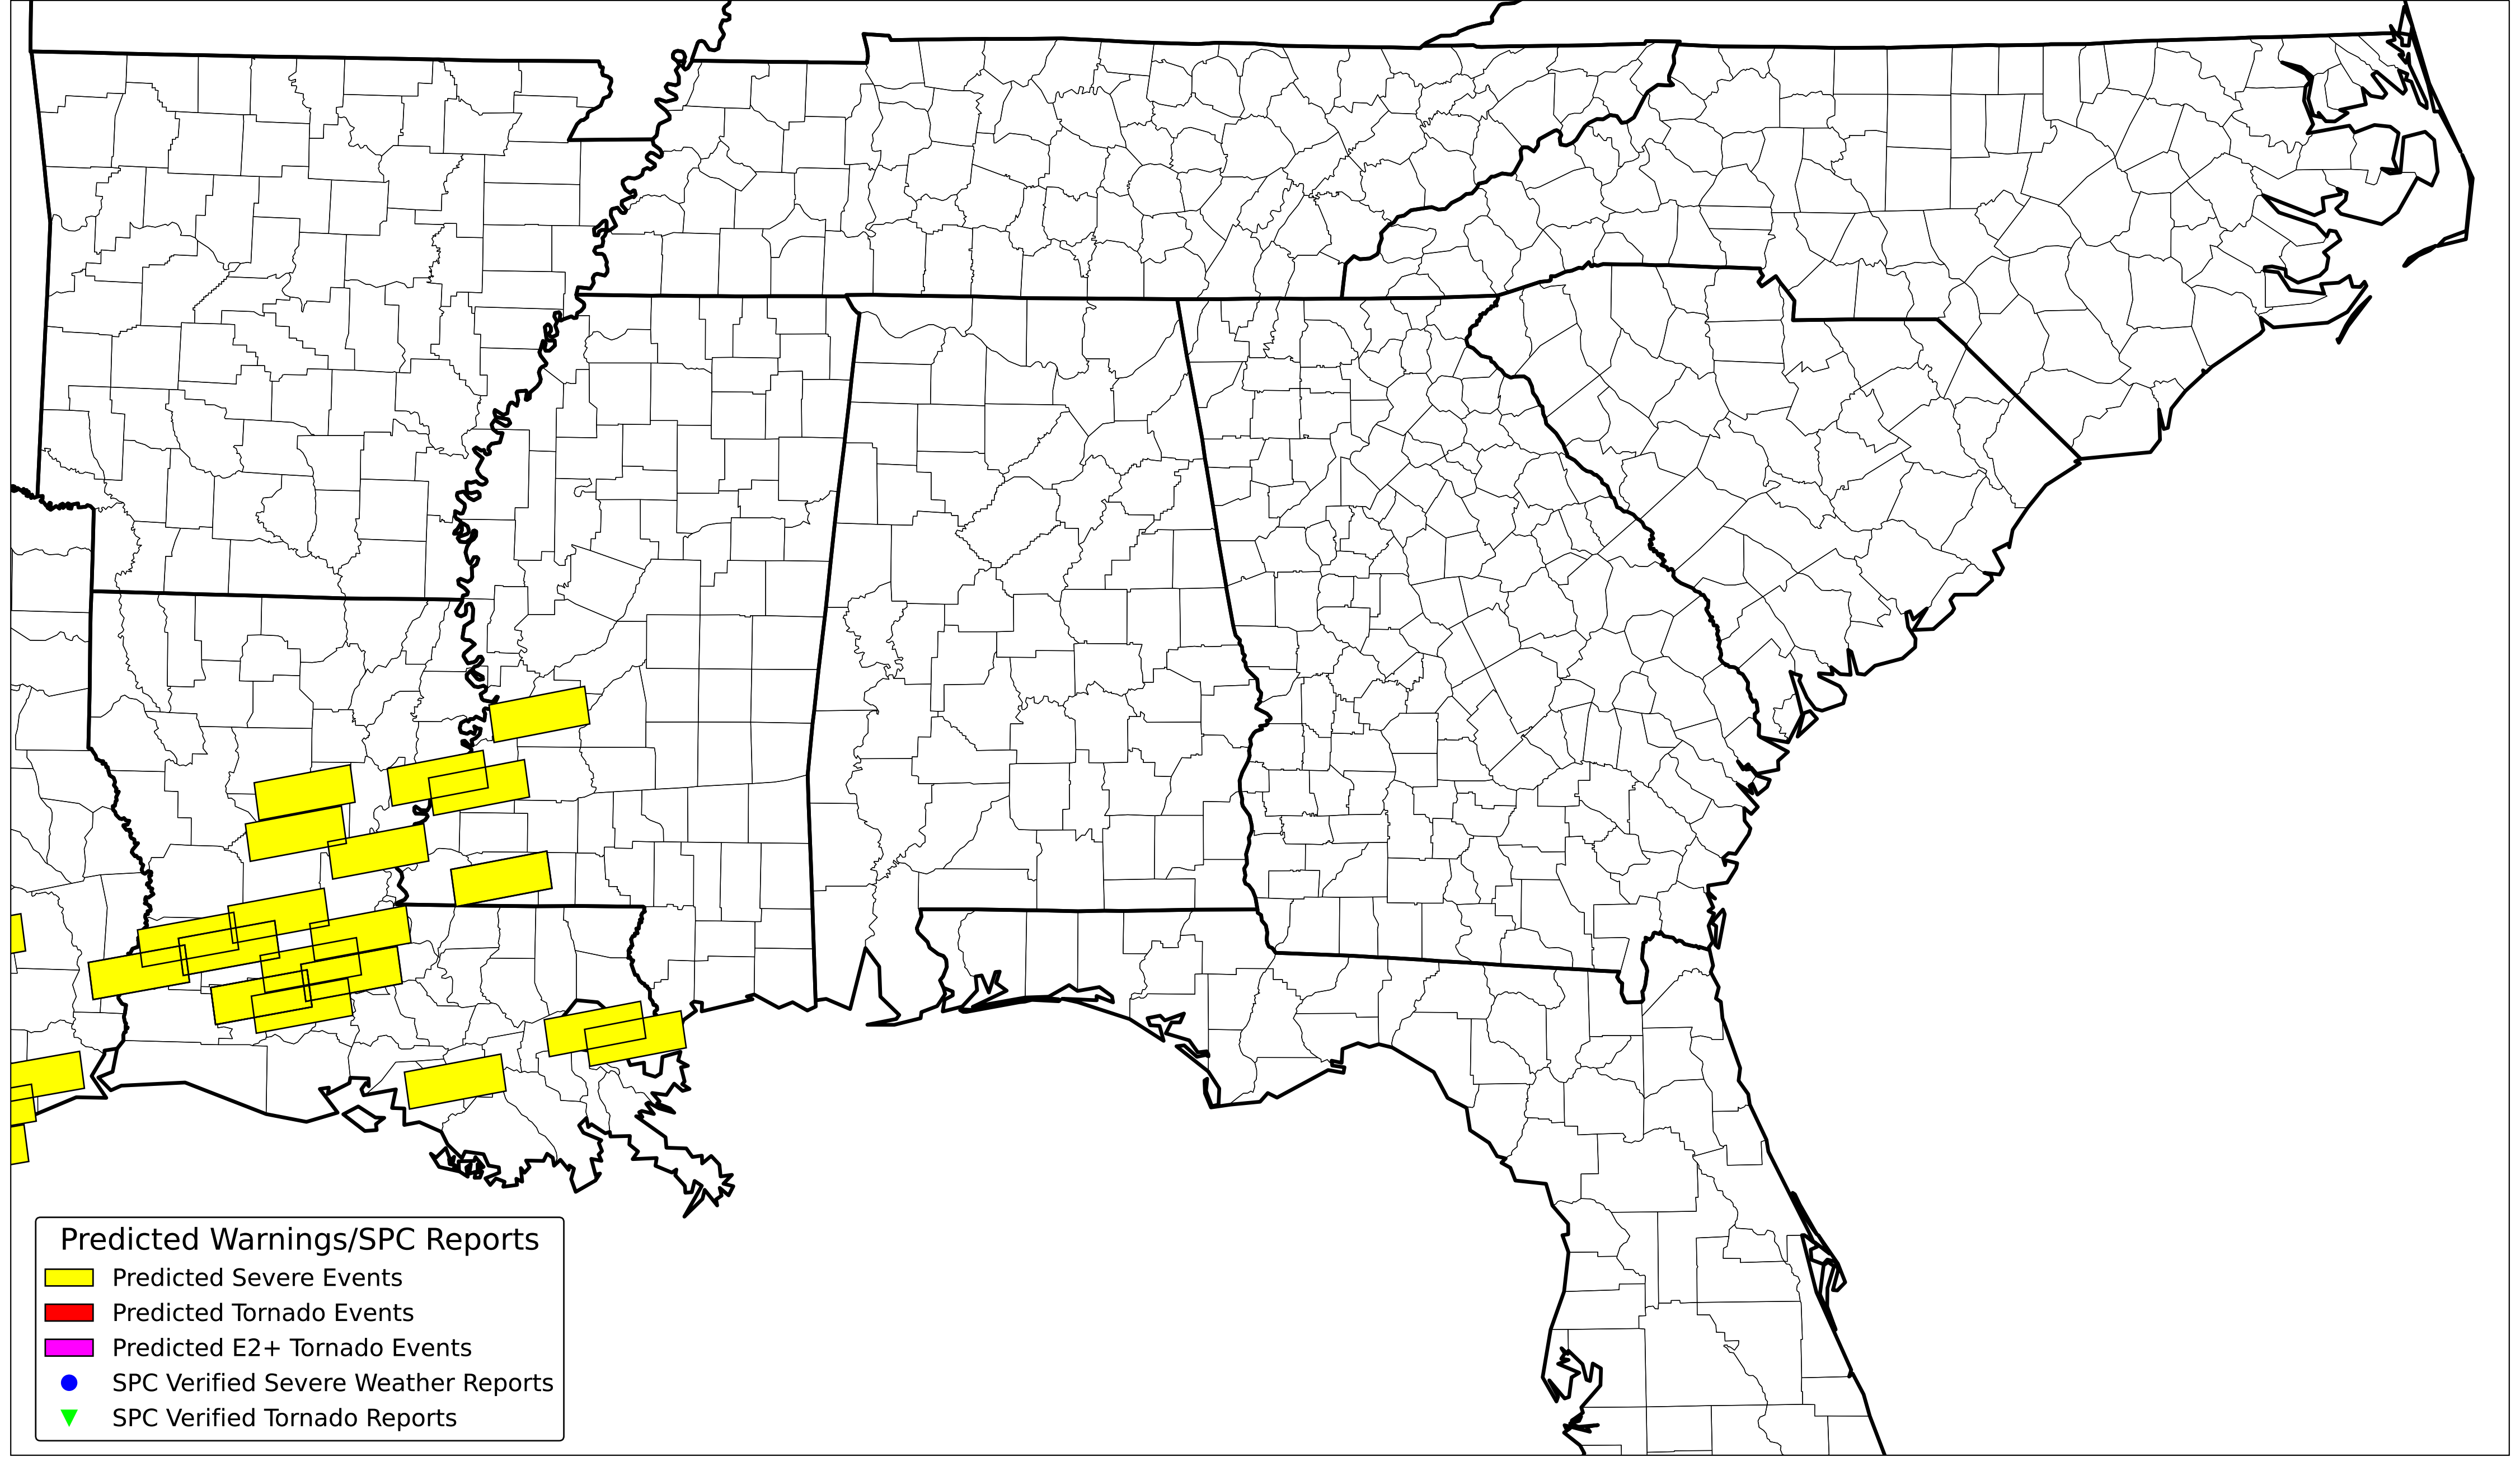 Predicted Warnings/SPC Reports
Predicted Severe Events
Predicted Tornado Events
Predicted E2+ Tornado Events
SPC Verified Severe Weather Reports
SPC Verified Tornado Reports